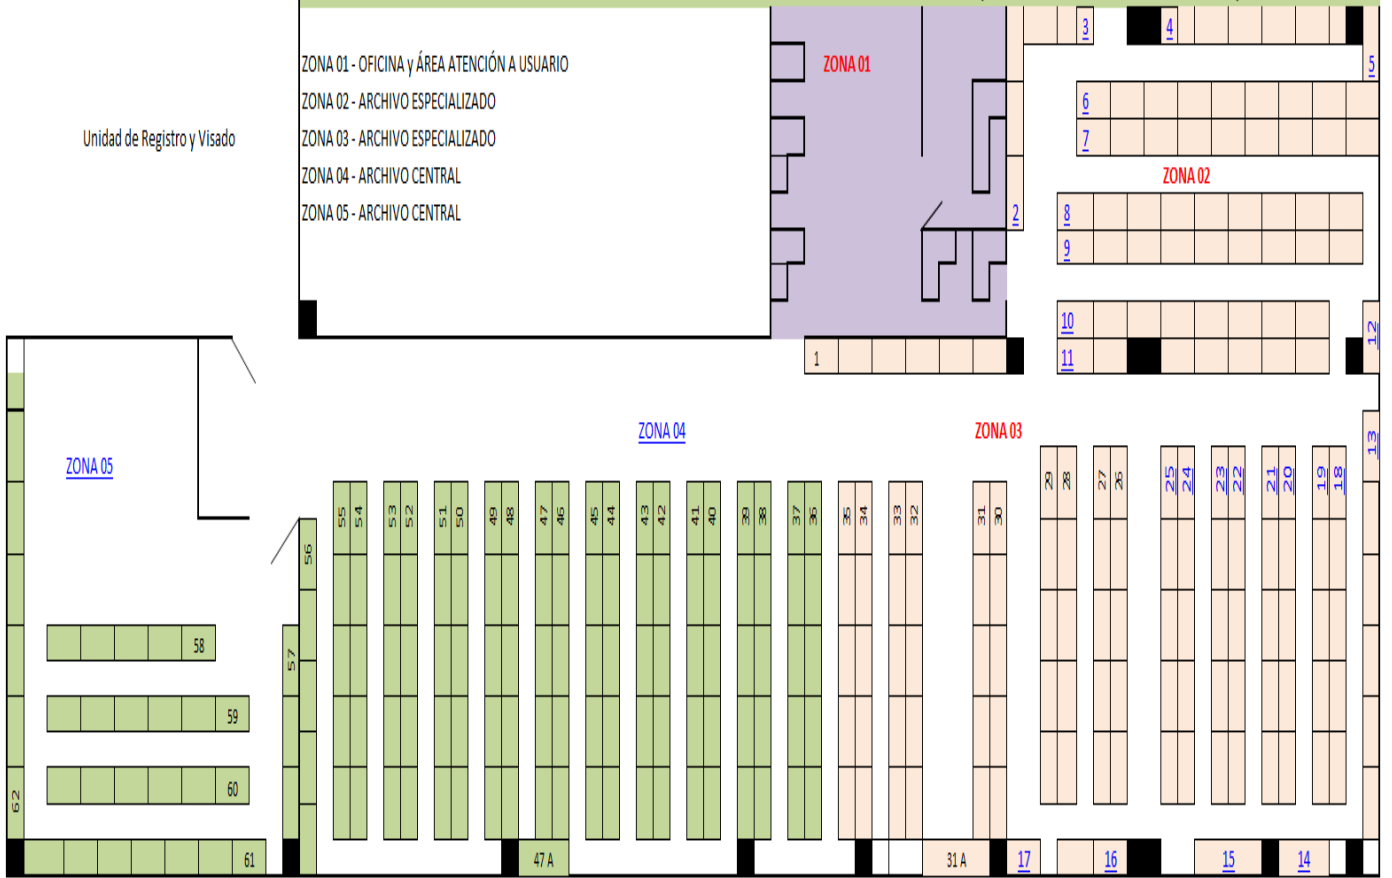 3
4
ZONA 01 - OFICINA y ÁREA ATENCIÓN A USUARIO
ZONA 01
5
ZONA 02 - ARCHIVO ESPECIALIZADO
6
Unidad de Registro y Visado
ZONA 03 - ARCHIVO ESPECIALIZADO
7
ZONA 04 - ARCHIVO CENTRAL
ZONA 02
ZONA 05 - ARCHIVO CENTRAL
2
8
9
10
12
1
11
ZONA 04
ZONA 03
13
ZONA 05
29 28 27 26 25 24 23 22 21 20 19 18
55 54 53 52 51 50 49 48 47 46 45 44 43 42 41 40 39 38 37 36 35 34 33 32 31 30
56
58
57
59
60
62
61
47 A
31 A
17
16
15
14